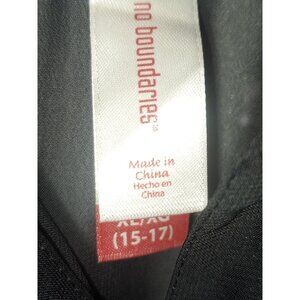 no boundaries
Made in
China
Hecho en
China
XL/XG
(15-17)